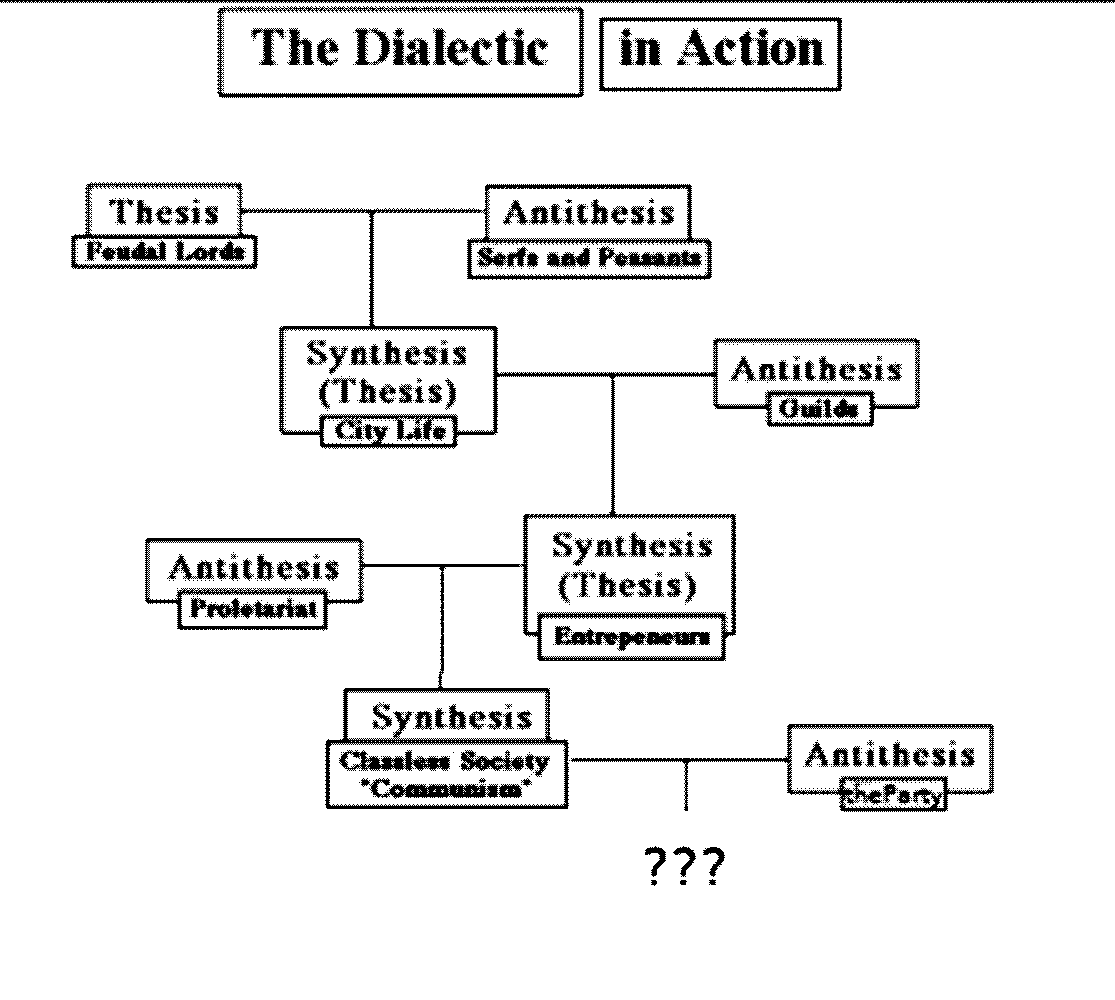 The Dialectic in Action
Thesis
Feudal Lords
Antithesis
Serfs and Peasants
Synthesis
(Thesis)
City Life
Antithesis
Guilds
Antithesis
Proletariat
Synthesis
(Thesis)
Entrepeneurs
Synthesis
Classless Society
"Communism"
Antithesis
theParty
???